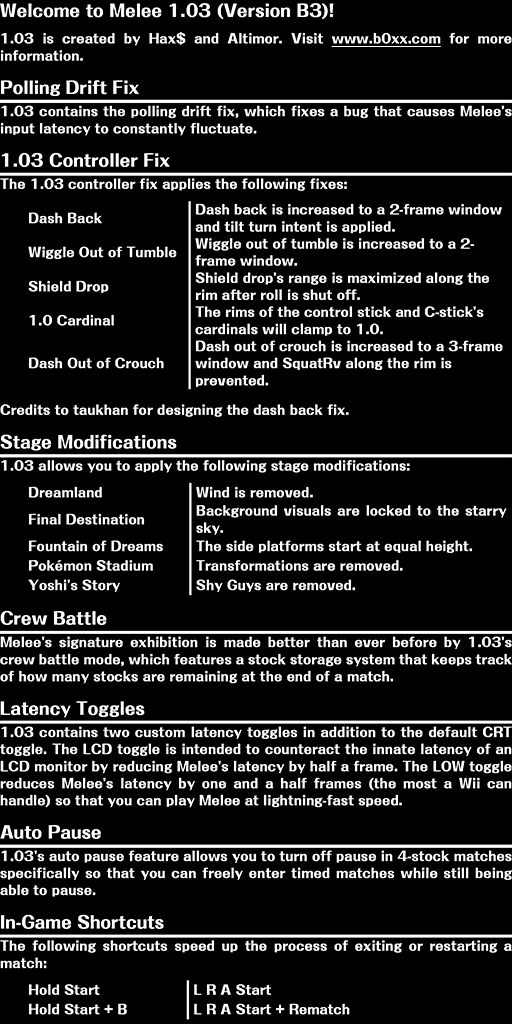 Welcome to Melee 1.03 (Version B3)!
1.03 is created by Hax$ and Altimor. Visit www.b0xx.com for more
information.
Polling Drift Fix
1.03 contains the polling drift fix, which fixes a bug that causes Melee's
input latency to constantly fluctuate.
1.03 Controller Fix
The 1.03 controller fix applies the following fixes:
Dash Back
Dash back is increased to a 2-frame window
and tilt turn intent is applied.
Wiggle Out of Tumble
Wiggle out of tumble is increased to a 2-
frame window.
Shield Drop
Shield drop's range is maximized along the
rim after roll is shut off.
1.0 Cardinal
The rims of the control stick and C-stick's
cardinals will clamp to 1.0.
Dash Out of Crouch
Dash out of crouch is increased to a 3-frame
window and SquatRv along the rim is
prevented.
Credits to taukhan for designing the dash back fix.
Stage Modifications
1.03 allows you to apply the following stage modifications:
Dreamland
Wind is removed.
Final Destination
Background visuals are locked to the starry
sky.
Fountain of Dreams
The side platforms start at equal height.
Pokémon Stadium
Transformations are removed.
Yoshi's Story
Shy Guys are removed.
Crew Battle
Melee's signature exhibition is made better than ever before by 1.03's
crew battle mode, which features a stock storage system that keeps track
of how many stocks are remaining at the end of a match.
Latency Toggles
1.03 contains two custom latency toggles in addition to the default CRT
toggle. The LCD toggle is intended to counteract the innate latency of an
LCD monitor by reducing Melee's latency by half a frame. The LOW toggle
reduces Melee's latency by one and a half frames (the most a Wii can
handle) so that you can play Melee at lightning-fast speed.
Auto Pause
1.03's auto pause feature allows you to turn off pause in 4-stock matches
specifically so that you can freely enter timed matches while still being
able to pause.
In-Game Shortcuts
The following shortcuts speed up the process of exiting or restarting a
match:
Hold Start
L R A Start
Hold Start + B
L R A Start + Rematch